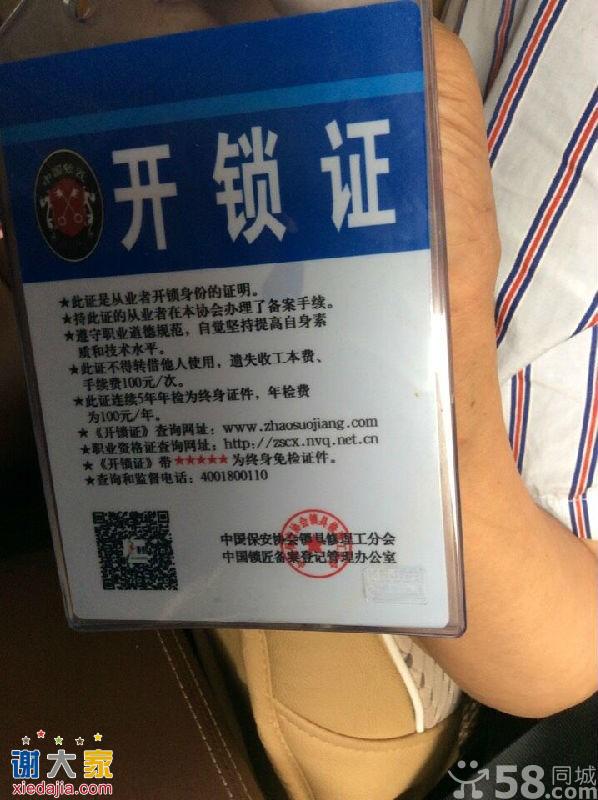 中国锁艺
开锁证
★此证是从业者开锁身份的证明。
★持此证的从业者在本协会办理了备案手续。
★遵守职业道德规范，自觉坚持提高自身素
质和技术水平。
★此证不得转借他人使用，遗失收工本费、
手续费100元/次。
★此证连续5年年检为终身证件，年检费
为100元/年。
★《开锁证》查询网址：www.zhaosuojiang.com
★职业资格证查询网址：http://zscx.nvq.net.cn
★《开锁证》带★★★★★为终身免检证件。
★查询和监督电话：4001800110
中国保安协会锁具修理工分会
中国锁匠备案登记管理办公室
谢大家
xiedajia.com
58同城